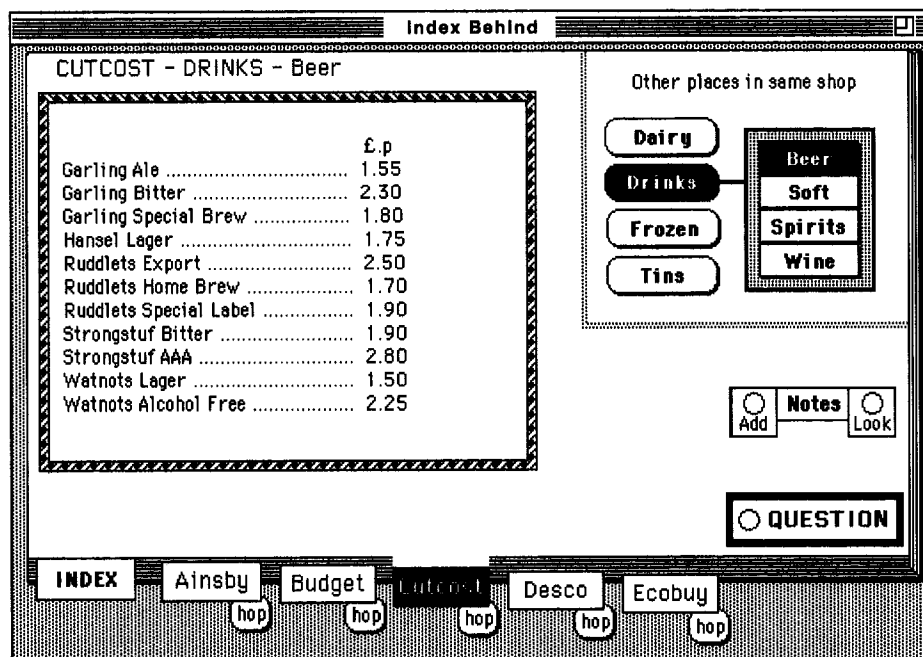 Index Behind
CUTCOST - DRINKS - Beer
£.p
Garling Ale ................................ 1.55
Garling Bitter ............................. 2.30
Garling Special Brew ................. 1.80
Hansel Lager .............................. 1.75
Ruddlets Export .......................... 2.50
Ruddlets Home Brew ................... 1.70
Ruddlets Special Label ................ 1.90
Strongstuf Bitter ........................ 1.90
Strongstuf AAA ........................... 2.80
Watnots Lager ............................ 1.50
Watnots Alcohol Free .................. 2.25
Other places in same shop
Dairy
Drinks
Frozen
Tins
Beer
Soft
Spirits
Wine
Add Notes Look
QUESTION
INDEX Ainsby Budget Cutcost Desco Ecobuy
hop hop hop hop hop